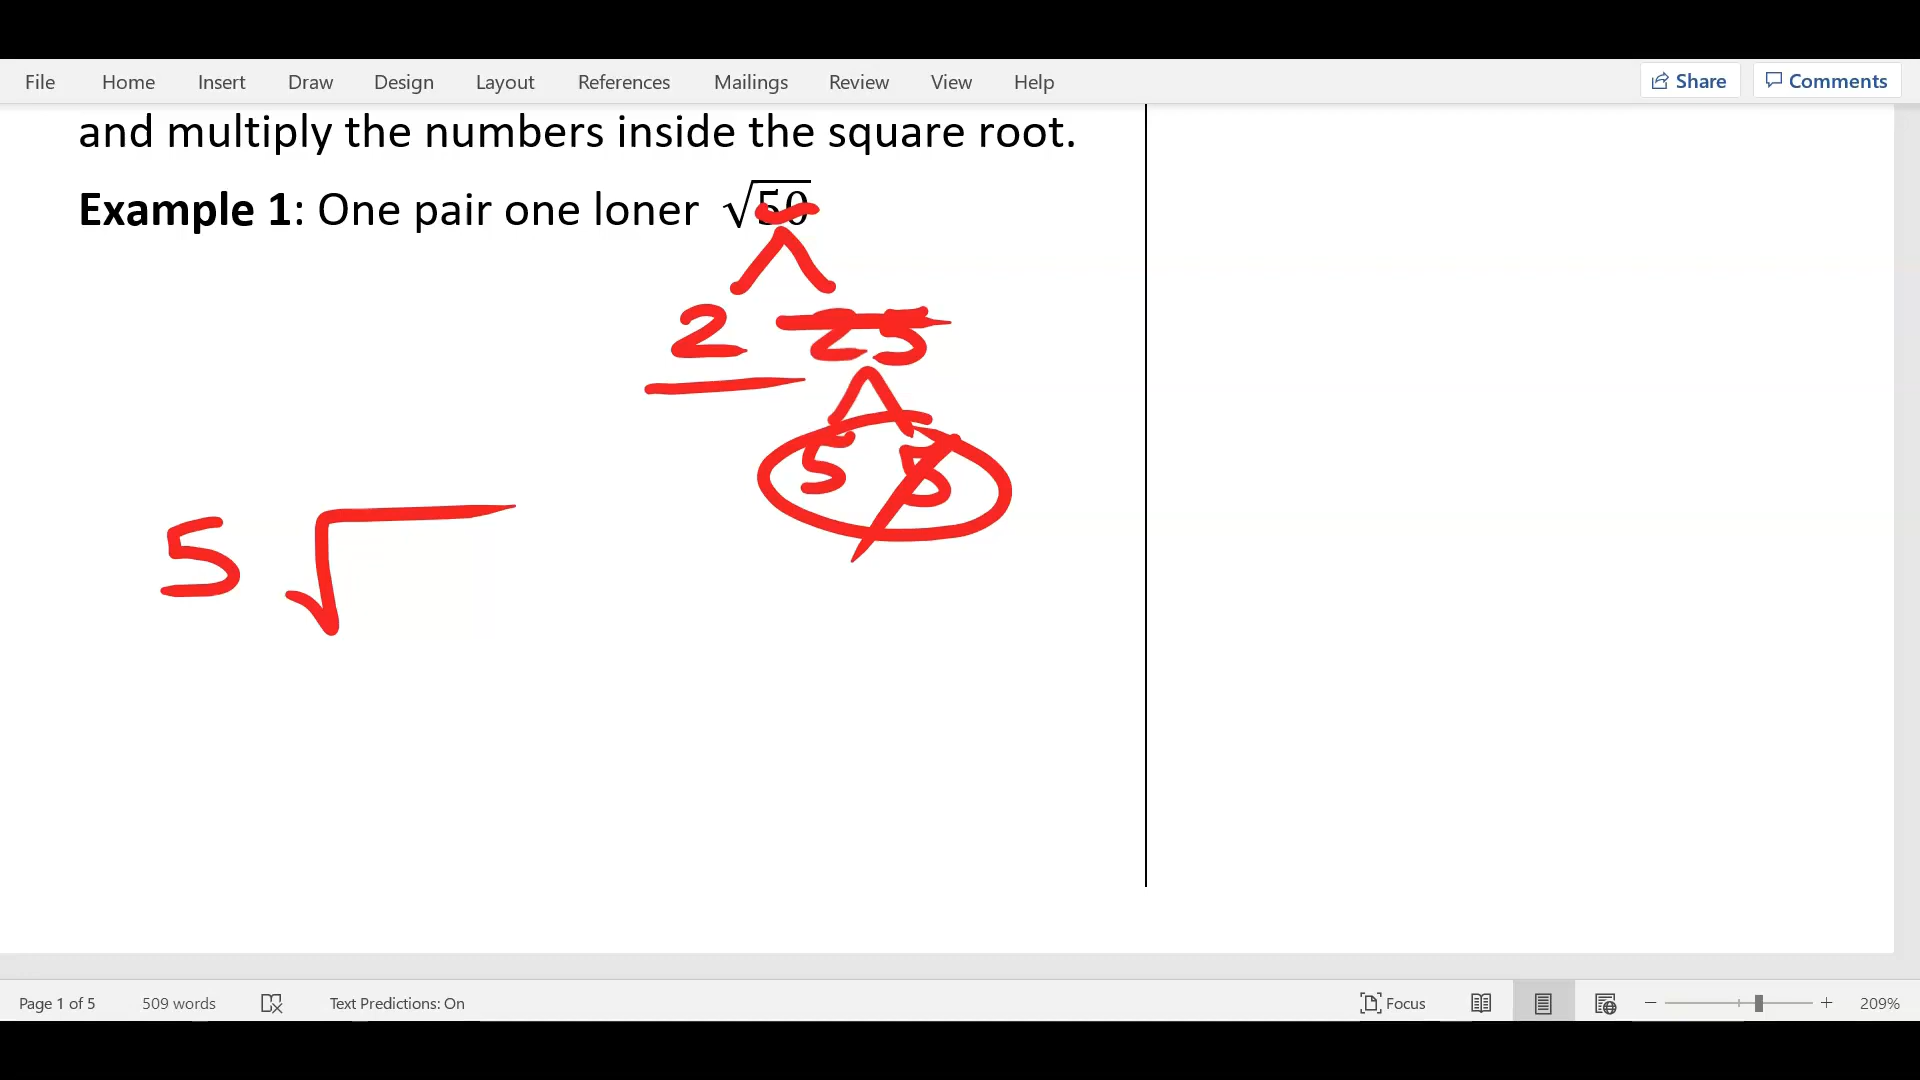 File Home Insert Draw Design Layout References Mailings Review View Help Share Comments
and multiply the numbers inside the square root.
Example 1: One pair one loner √50
2 25
5 5
5 √
Page 1 of 5 509 words Text Predictions: On Focus 209%